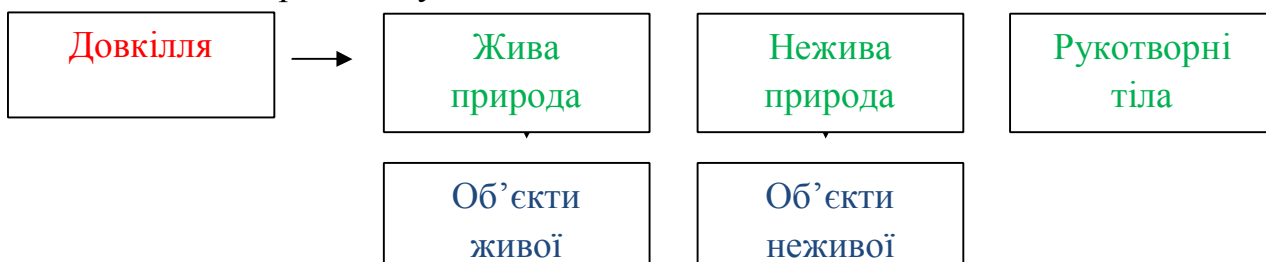 Довкілля
Жива
природа
Нежива
природа
Рукотворні
тіла
Об’єкти
живої
Об’єкти
неживої